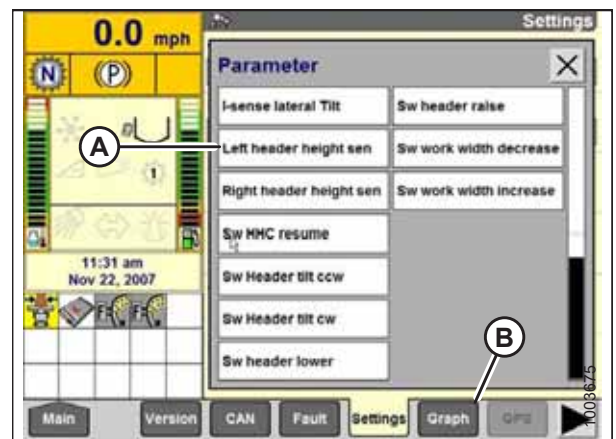 0.0 mph
Settings
N
(P)
Parameter
X
I-sense lateral Tilt
Sw header raise
A
Left header height sen
Sw work width decrease
1
Right header height sen
Sw work width increase
Sw HHC resume
Sw Header tilt ccw
11:31 am
Nov 22, 2007
Sw Header tilt cw
F=
F=
B
Sw header lower
1003675
Main
Version
CAN
Fault
Settings
Graph
GPS